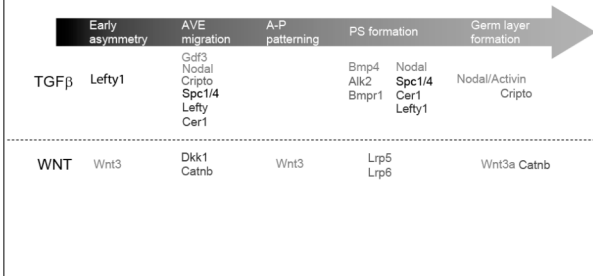 Early asymmetry
AVE migration
A-P patterning
PS formation
Germ layer formation
TGFβ
Lefty1
Gdf3
Nodal
Cripto
Spc1/4
Lefty
Cer1
Bmp4
Alk2
Bmpr1
Nodal
Spc1/4
Cer1
Lefty1
Nodal/Activin
Cripto
WNT
Wnt3
Dkk1
Catnb
Wnt3
Lrp5
Lrp6
Wnt3a Catnb